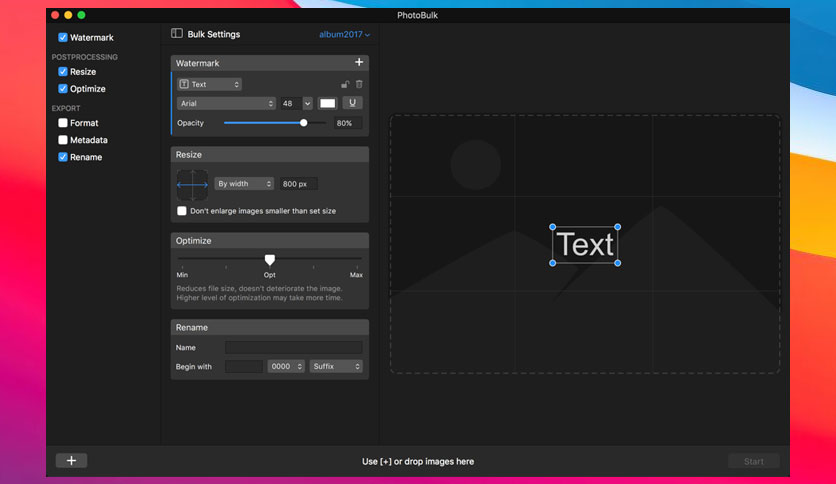 PhotoBulk
Watermark
POSTPROCESSING
Resize
Optimize
EXPORT
Format
Metadata
Rename
Bulk Settings album2017
Watermark
T Text
Arial 48 U
Opacity 80%
Resize
By width 800 px
Don't enlarge images smaller than set size
Optimize
Min Opt Max
Reduces file size, doesn't deteriorate the image.
Higher level of optimization may take more time.
Rename
Name
Begin with 0000 Suffix
Text
Use [+] or drop images here
Start